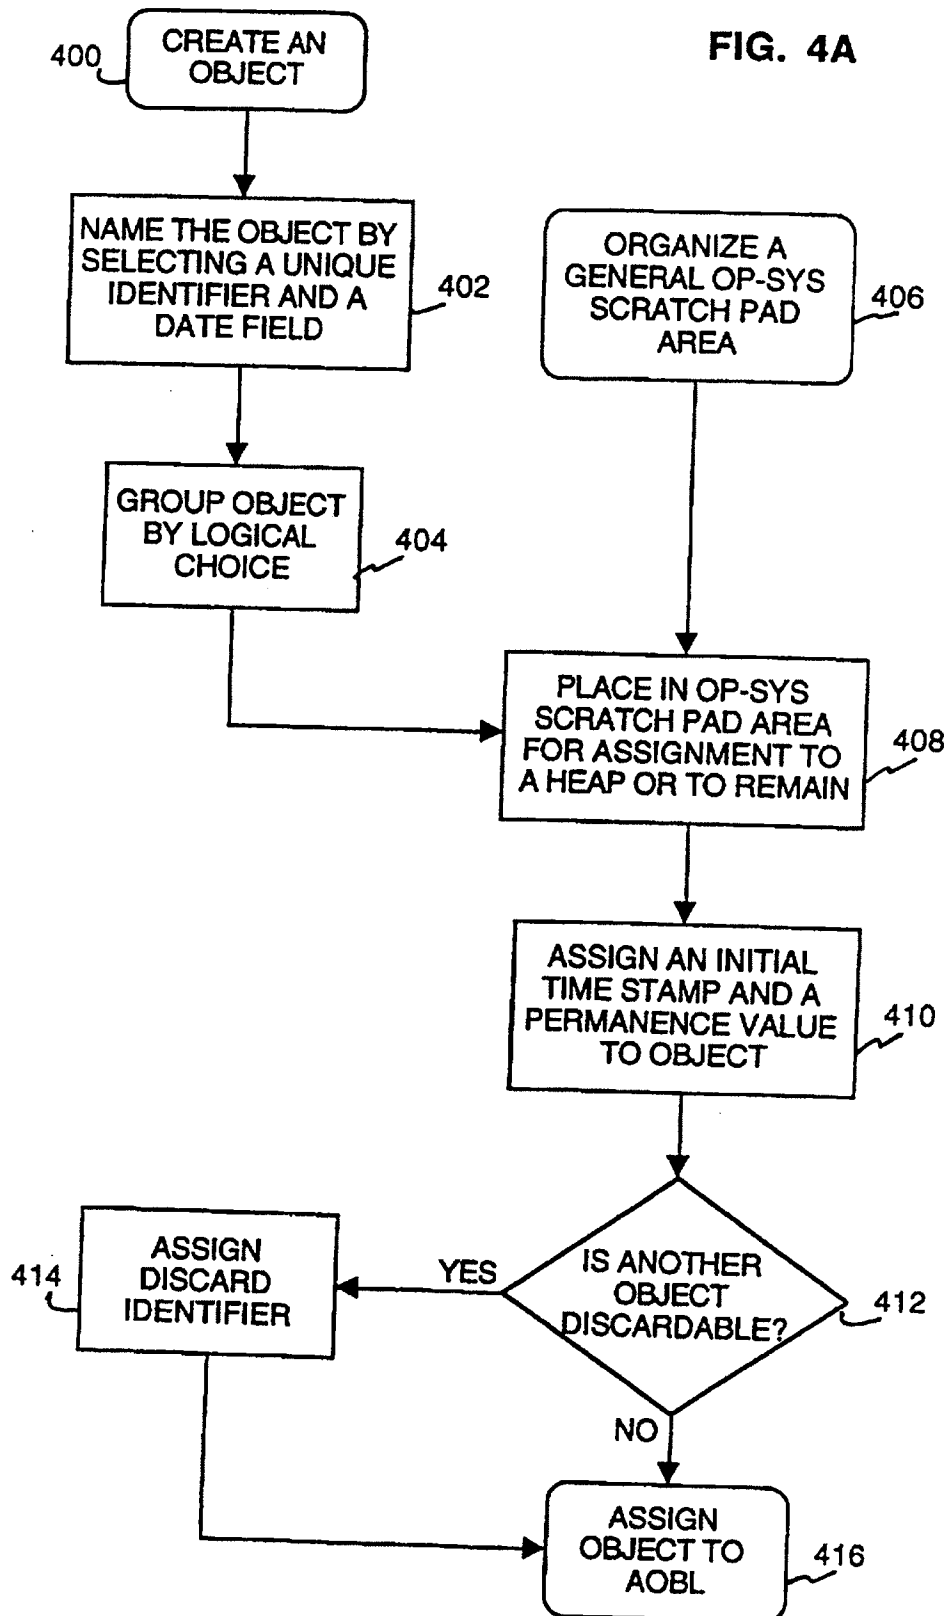 FIG. 4A
400
CREATE AN
OBJECT
NAME THE OBJECT BY
SELECTING A UNIQUE
IDENTIFIER AND A
DATE FIELD
402
ORGANIZE A
GENERAL OP-SYS
SCRATCH PAD
AREA
406
GROUP OBJECT
BY LOGICAL
CHOICE
404
PLACE IN OP-SYS
SCRATCH PAD AREA
FOR ASSIGNMENT TO
A HEAP OR TO REMAIN
408
ASSIGN AN INITIAL
TIME STAMP AND A
PERMANENCE VALUE
TO OBJECT
410
IS ANOTHER
OBJECT
DISCARDABLE?
412
YES
414
ASSIGN
DISCARD
IDENTIFIER
NO
ASSIGN
OBJECT TO
AOBL
416